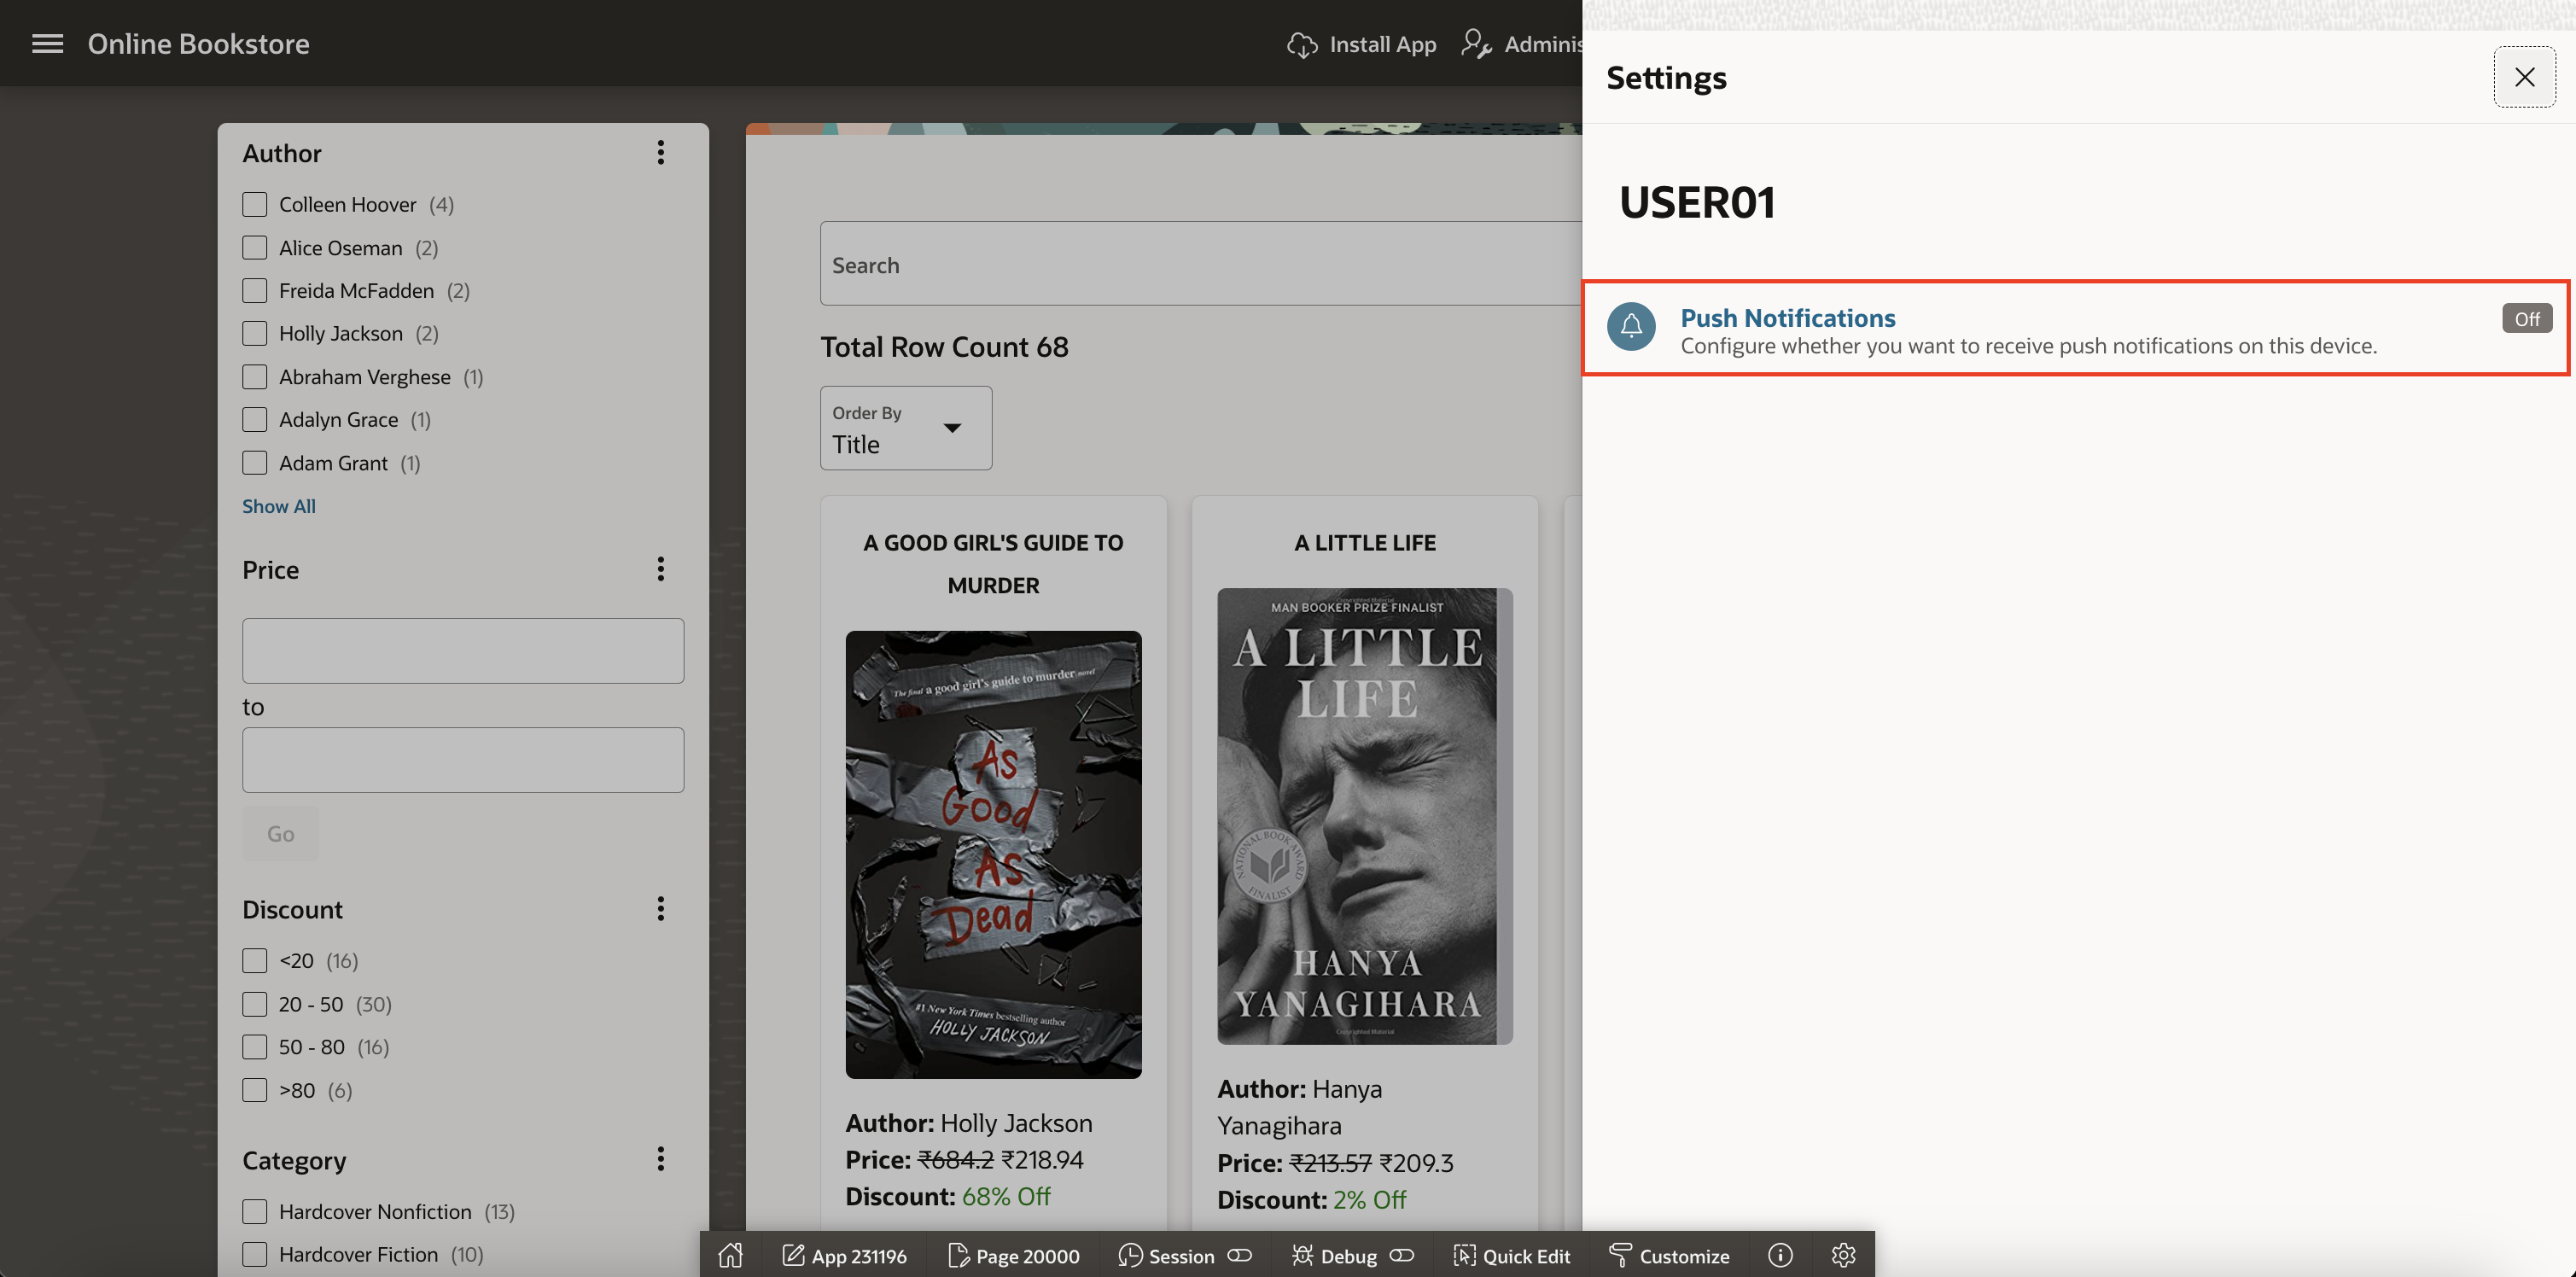 Online Bookstore
Install App
Adminis
Author
Colleen Hoover (4)
Alice Oseman (2)
Freida McFadden (2)
Holly Jackson (2)
Abraham Verghese (1)
Adalyn Grace (1)
Adam Grant (1)
Show All
Price
to
Go
Discount
<20 (16)
20 - 50 (30)
50 - 80 (16)
>80 (6)
Category
Hardcover Nonfiction (13)
Hardcover Fiction (10)
Search
Total Row Count 68
Order By
Title
A GOOD GIRL'S GUIDE TO
MURDER
The final a good girl's guide to murder novel
As
Good
As
Dead
#1 New York Times bestselling author
HOLLY JACKSON
Author: Holly Jackson
Price: ₹684.2 ₹218.94
Discount: 68% Off
A LITTLE LIFE
Copyrighted Material
MAN BOOKER PRIZE FINALIST
A LITTLE
LIFE
NATIONAL BOOK AWARD
FINALIST
HANYA
YANAGIHARA
Copyrighted Material
Author: Hanya
Yanagihara
Price: ₹213.57 ₹209.3
Discount: 2% Off
Settings
USER01
Push Notifications
Off
Configure whether you want to receive push notifications on this device.
App 231196
Page 20000
Session
Debug
Quick Edit
Customize